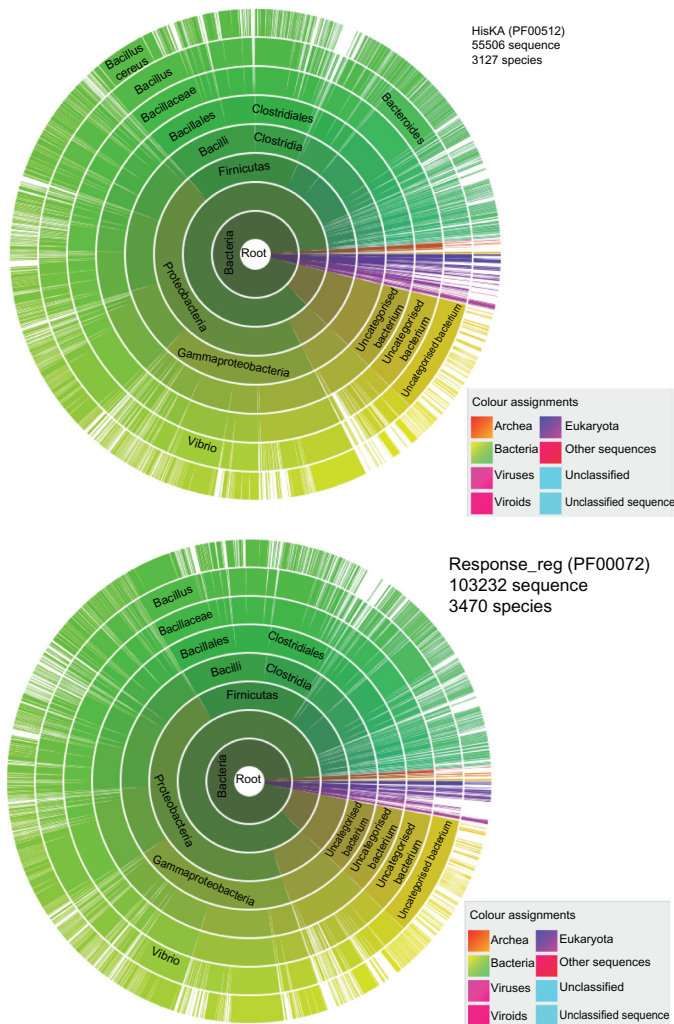 HisKA (PF00512)
55506 sequence
3127 species
Bacillus
cereus
Bacillus
Bacillaceae
Bacillales
Clostridiales
Bacteroides
Bacilli
Clostridia
Firnicutas
Bacteria
Root
Proteobacteria
Gammaproteobacteria
Vibrio
Uncategorised
bacterium
Uncategorised
bacterium
Uncategorised bacterium
Colour assignments
Archea
Eukaryota
Bacteria
Other sequences
Viruses
Unclassified
Viroids
Unclassified sequence
Response_reg (PF00072)
103232 sequence
3470 species
Bacillus
Bacillaceae
Bacillales
Clostridiales
Bacilli
Clostridia
Firnicutas
Bacteria
Root
Proteobacteria
Gammaproteobacteria
Vibrio
Uncategorised
bacterium
Uncategorised
bacterium
Uncategorised
bacterium
Uncategorised bacterium
Colour assignments
Archea
Eukaryota
Bacteria
Other sequences
Viruses
Unclassified
Viroids
Unclassified sequence